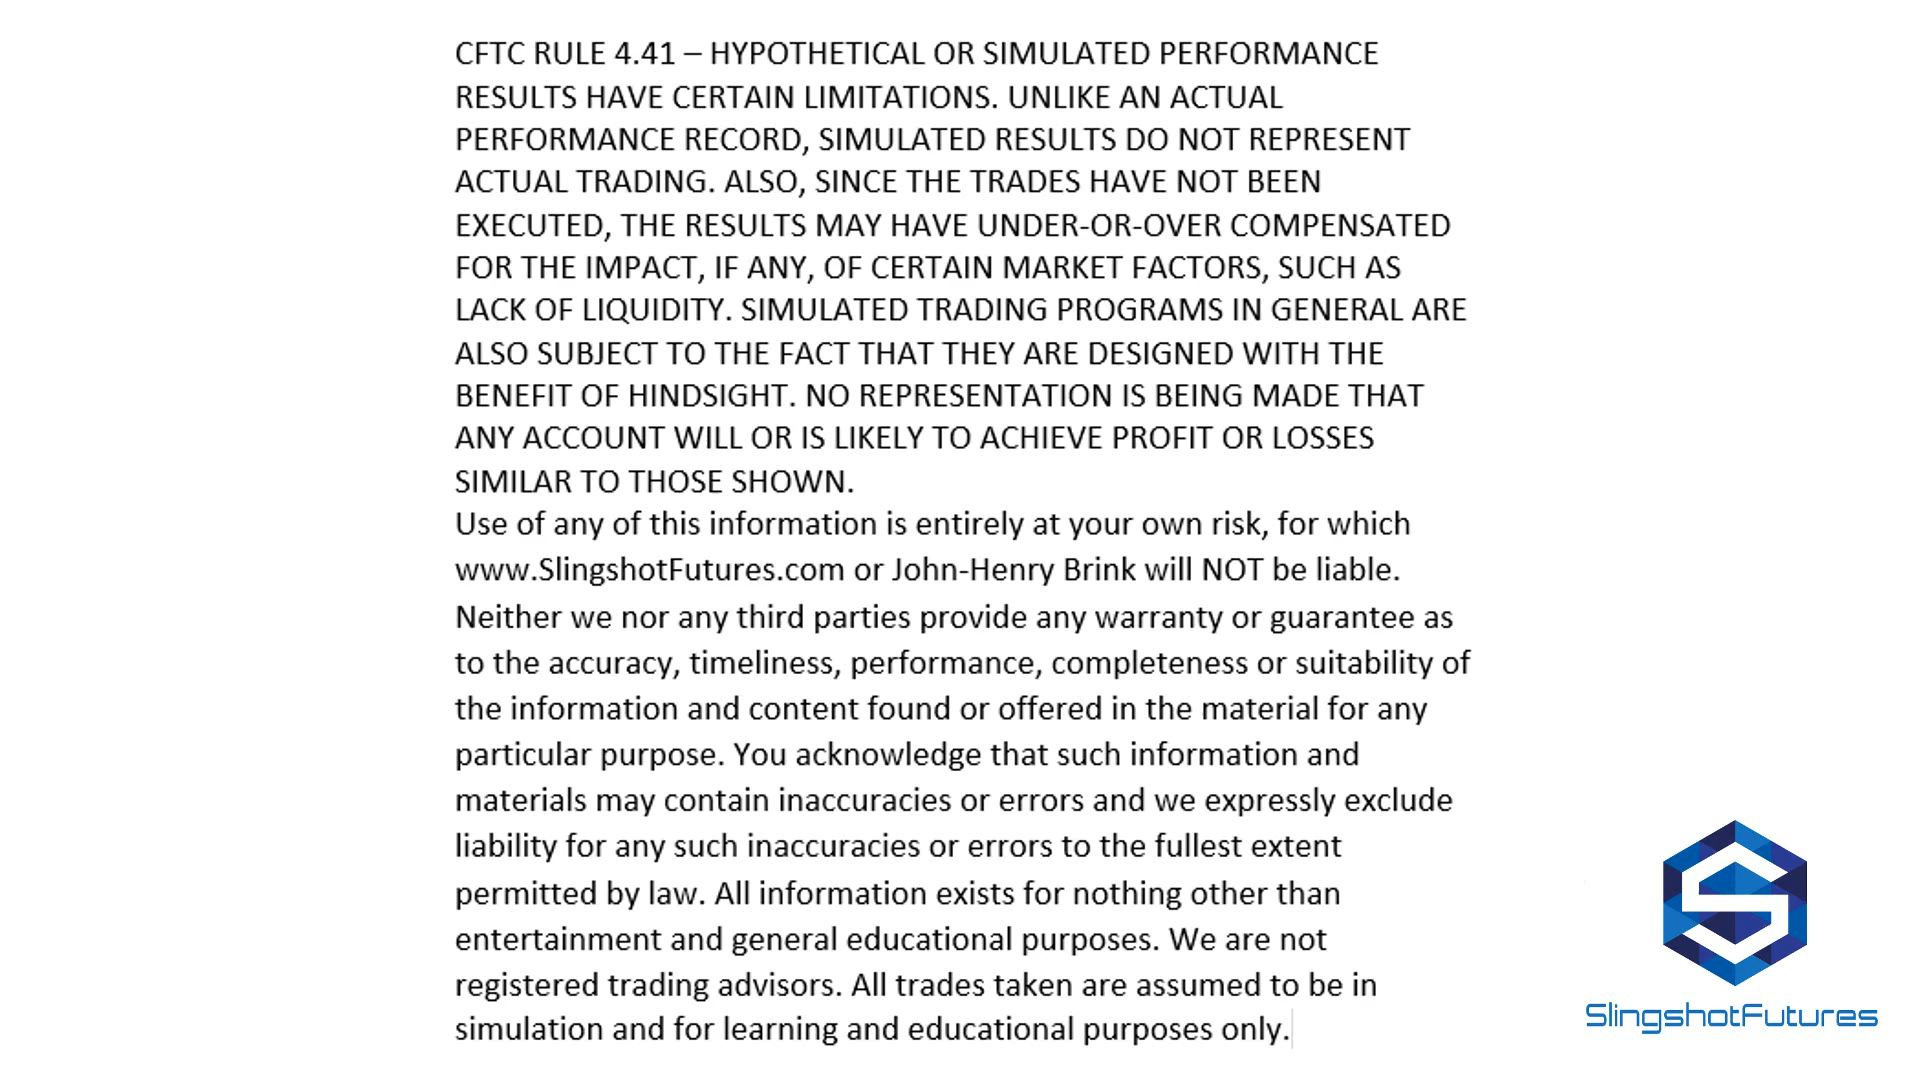 CFTC RULE 4.41 – HYPOTHETICAL OR SIMULATED PERFORMANCE
RESULTS HAVE CERTAIN LIMITATIONS. UNLIKE AN ACTUAL
PERFORMANCE RECORD, SIMULATED RESULTS DO NOT REPRESENT
ACTUAL TRADING. ALSO, SINCE THE TRADES HAVE NOT BEEN
EXECUTED, THE RESULTS MAY HAVE UNDER-OR-OVER COMPENSATED
FOR THE IMPACT, IF ANY, OF CERTAIN MARKET FACTORS, SUCH AS
LACK OF LIQUIDITY. SIMULATED TRADING PROGRAMS IN GENERAL ARE
ALSO SUBJECT TO THE FACT THAT THEY ARE DESIGNED WITH THE
BENEFIT OF HINDSIGHT. NO REPRESENTATION IS BEING MADE THAT
ANY ACCOUNT WILL OR IS LIKELY TO ACHIEVE PROFIT OR LOSSES
SIMILAR TO THOSE SHOWN.
Use of any of this information is entirely at your own risk, for which
www.SlingshotFutures.com or John-Henry Brink will NOT be liable.
Neither we nor any third parties provide any warranty or guarantee as
to the accuracy, timeliness, performance, completeness or suitability of
the information and content found or offered in the material for any
particular purpose. You acknowledge that such information and
materials may contain inaccuracies or errors and we expressly exclude
liability for any such inaccuracies or errors to the fullest extent
permitted by law. All information exists for nothing other than
entertainment and general educational purposes. We are not
registered trading advisors. All trades taken are assumed to be in
simulation and for learning and educational purposes only.
SlingshotFutures